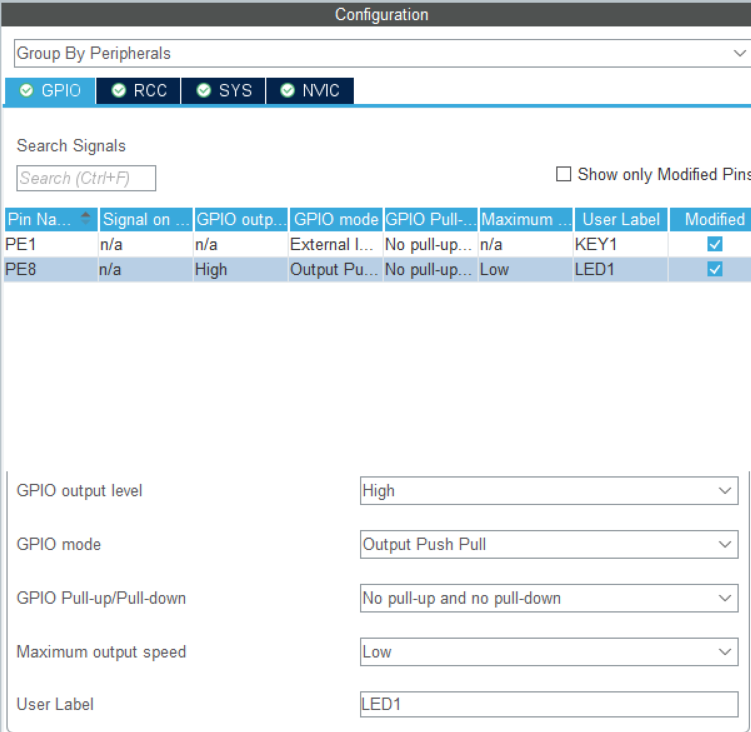 Configuration
Group By Peripherals
GPIO RCC SYS NVIC
Search Signals
Search (Ctrl+F)
Show only Modified Pins
Pin Na... Signal on ... GPIO outp... GPIO mode GPIO Pull-... Maximum ... User Label Modified
PE1 n/a n/a External I... No pull-up... n/a KEY1
PE8 n/a High Output Pu... No pull-up... Low LED1
GPIO output level High
GPIO mode Output Push Pull
GPIO Pull-up/Pull-down No pull-up and no pull-down
Maximum output speed Low
User Label LED1